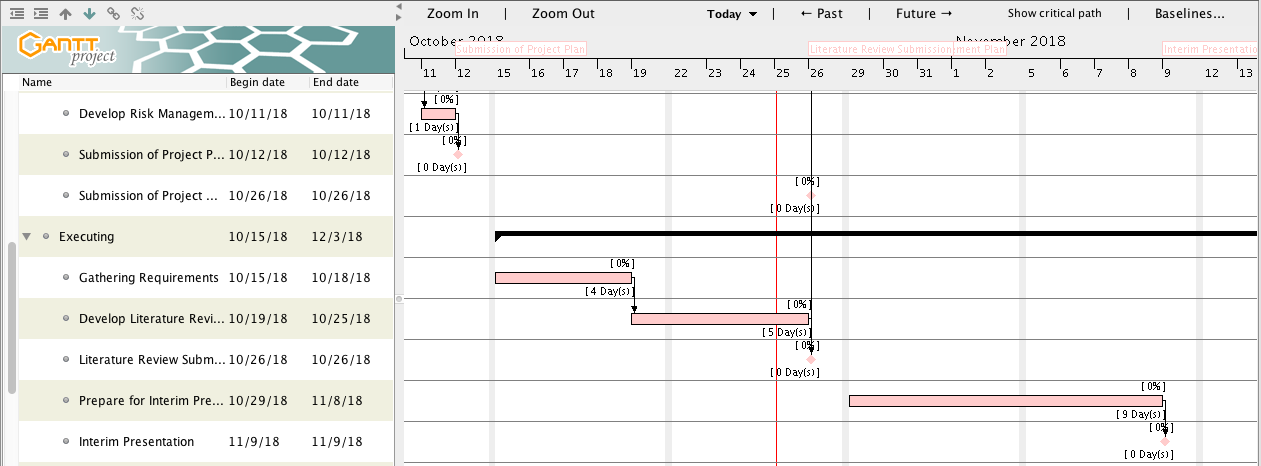 Zoom In | Zoom Out Today ← Past | Future → Show critical path | Baselines...
GANTT
project
October 2018 November 2018
Submission of Project Plan Literature Review Submission ment Plan Interim Presentatio
Name Begin date End date
11 12 15 16 17 18 19 22 23 24 25 26 29 30 31 1 2 5 6 7 8 9 12 13
[ 0% ]
Develop Risk Managem... 10/11/18 10/11/18
[ 1 Day(s) ]
[ 0% ]
Submission of Project P... 10/12/18 10/12/18
[ 0 Day(s) ]
[ 0% ]
Submission of Project ... 10/26/18 10/26/18
[ 0 Day(s) ]
Executing 10/15/18 12/3/18
[ 0% ]
Gathering Requirements 10/15/18 10/18/18
[ 4 Day(s) ]
[ 0% ]
Develop Literature Revi... 10/19/18 10/25/18
[ 5 Day(s) ]
[ 0% ]
Literature Review Subm... 10/26/18 10/26/18
[ 0 Day(s) ]
[ 0% ]
Prepare for Interim Pre... 10/29/18 11/8/18
[ 9 Day(s) ]
[ 0% ]
Interim Presentation 11/9/18 11/9/18
[ 0 Day(s) ]